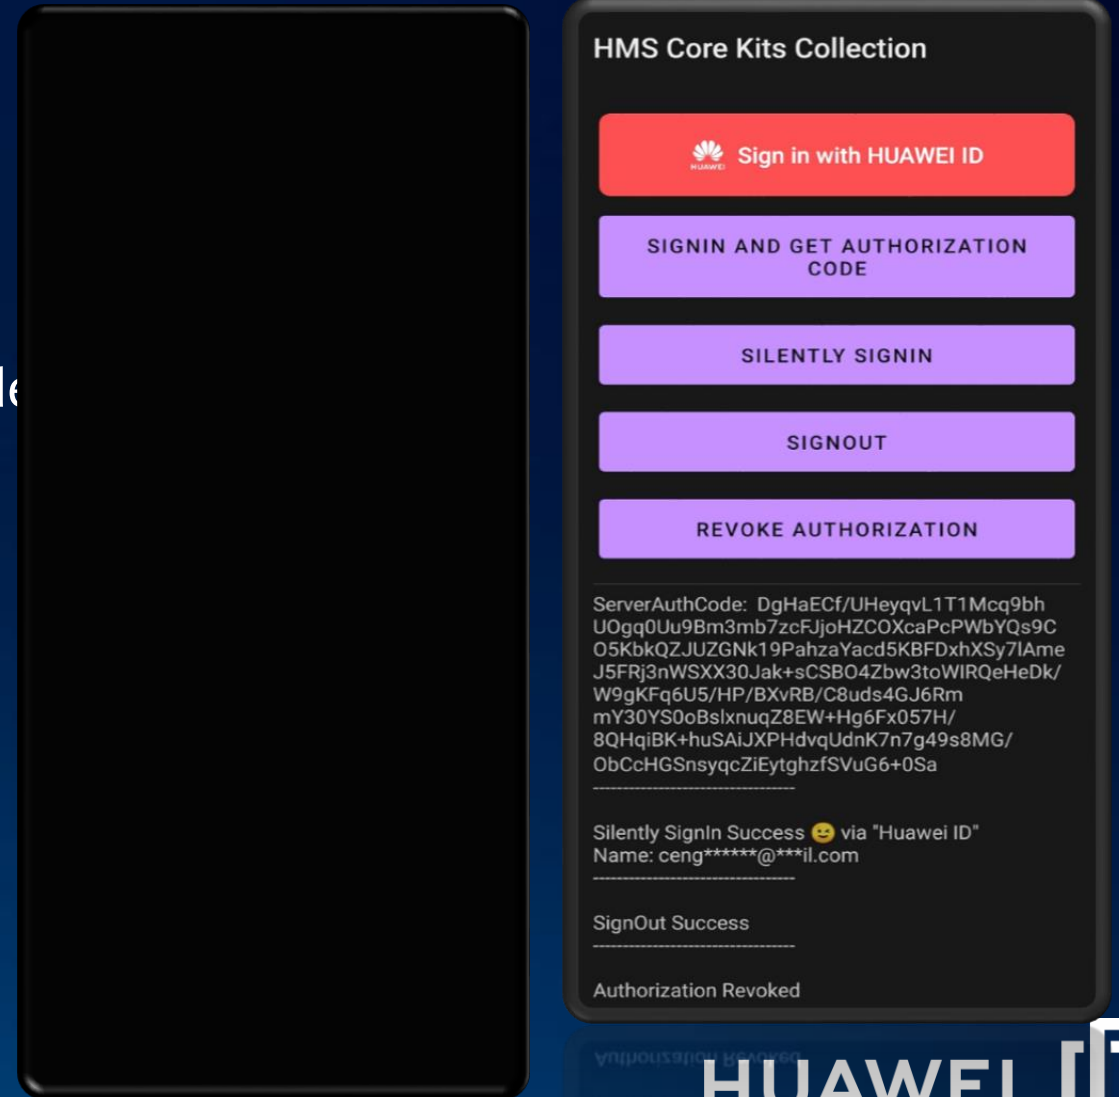 HMS Core Kits Collection
HUAWEI
Sign in with HUAWEI ID
SIGNIN AND GET AUTHORIZATION
CODE
SILENTLY SIGNIN
SIGNOUT
REVOKE AUTHORIZATION
ServerAuthCode: DgHaECf/UHeyqvL1T1Mcq9bh
UOgq0Uu9Bm3mb7zcFJjoHZCOXcaPcPWbYQs9C
O5KbkQZJUZGNk19PahzaYacd5KBFDxhXSy7lAme
J5FRj3nWSXX30Jak+sCSBO4Zbw3toWIRQeHeDk/
W9gKFq6U5/HP/BXvRB/C8uds4GJ6Rm
mY30YS0oBslxnuqZ8EW+Hg6Fx057H/
8QHqiBK+huSAiJXPHdvqUdnK7n7g49s8MG/
ObCcHGSnsyqcZiEytghzfSVuG6+0Sa
----------------------------------
Silently SignIn Success 😉 via "Huawei ID"
Name: ceng******@***il.com
----------------------------------
SignOut Success
----------------------------------
Authorization Revoked
HUAWEI